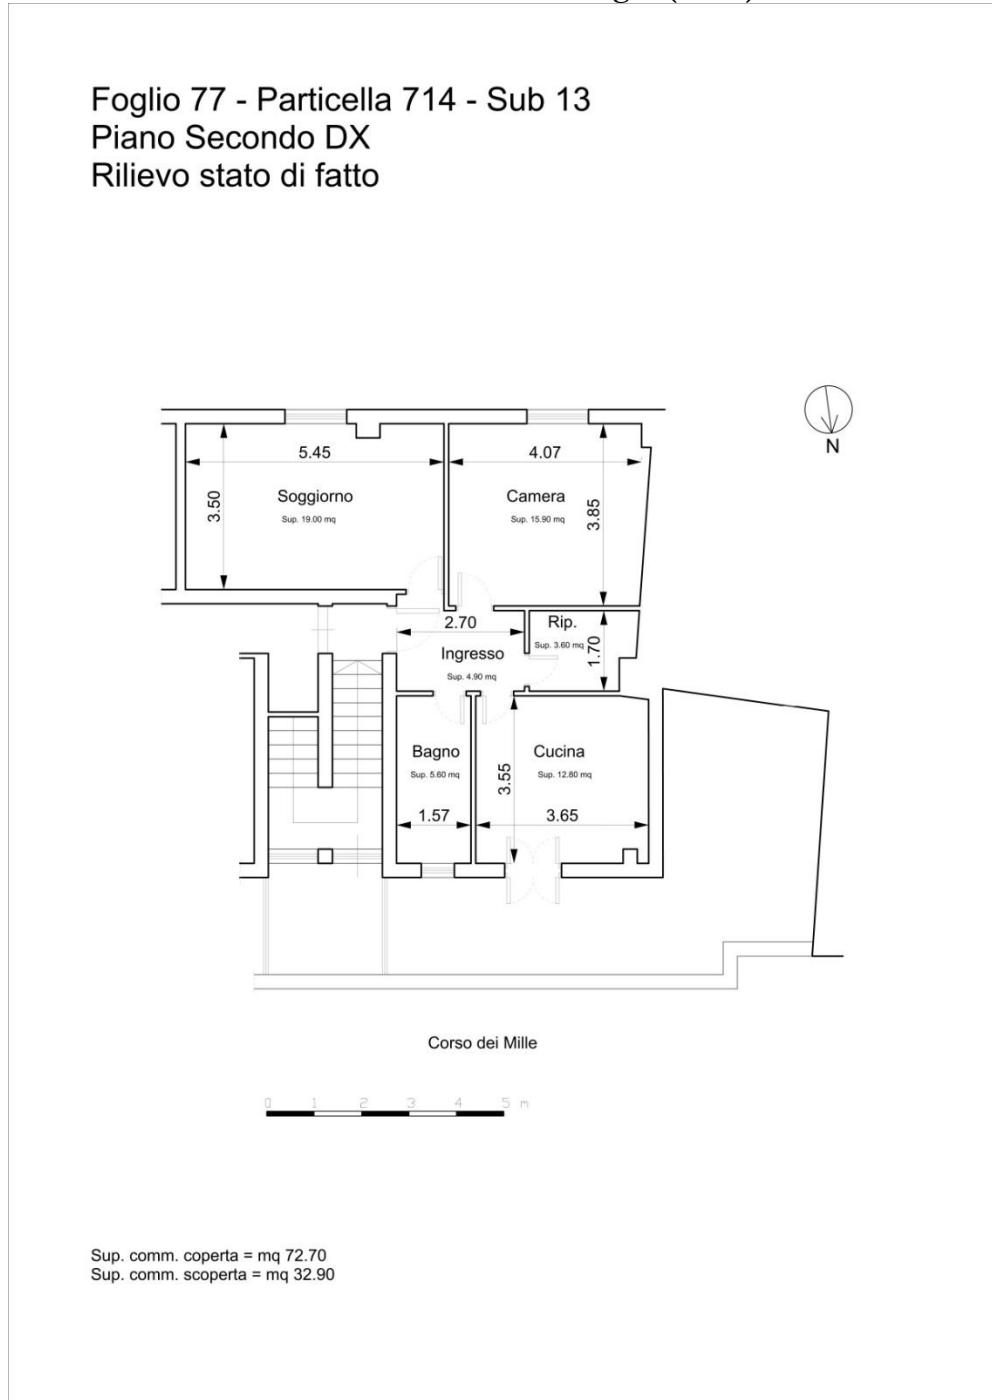 Foglio 77 - Particella 714 - Sub 13
Piano Secondo DX
Rilievo stato di fatto
N
5.45
4.07
3.50
Soggiorno
Sup. 19.00 mq
Camera
Sup. 15.90 mq
3.85
2.70
Rip.
Sup. 3.60 mq
1.70
Ingresso
Sup. 4.90 mq
Bagno
Sup. 5.60 mq
Cucina
Sup. 12.80 mq
3.55
1.57
3.65
Corso dei Mille
0 1 2 3 4 5 m
Sup. comm. coperta = mq 72.70
Sup. comm. scoperta = mq 32.90